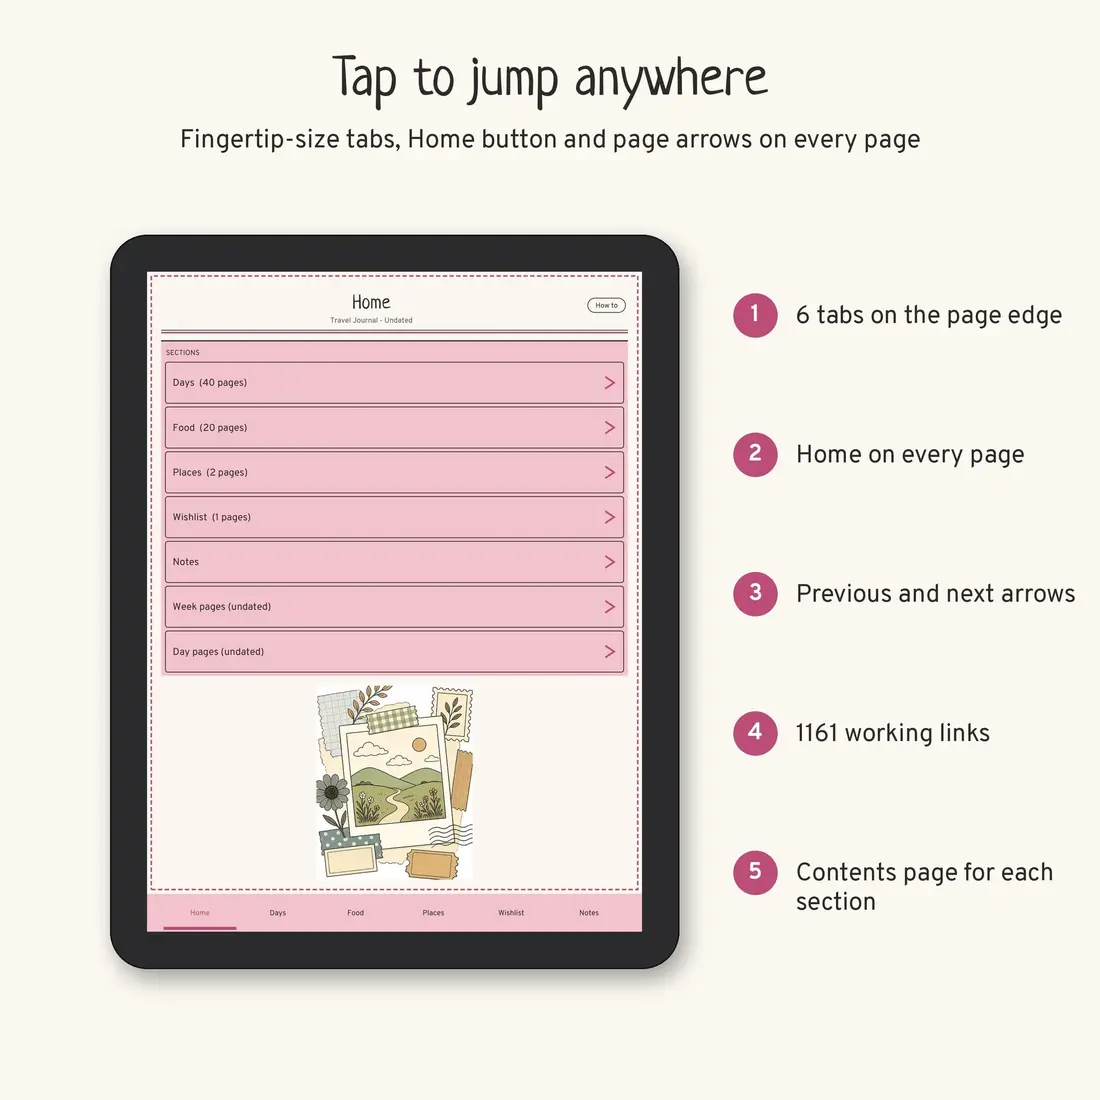 Tap to jump anywhere
Fingertip-size tabs, Home button and page arrows on every page
Home
How to
Travel Journal - Undated
SECTIONS
Days (40 pages)
Food (20 pages)
Places (2 pages)
Wishlist (1 pages)
Notes
Week pages (undated)
Day pages (undated)
Home Days Food Places Wishlist Notes
1 6 tabs on the page edge
2 Home on every page
3 Previous and next arrows
4 1161 working links
5 Contents page for each
section